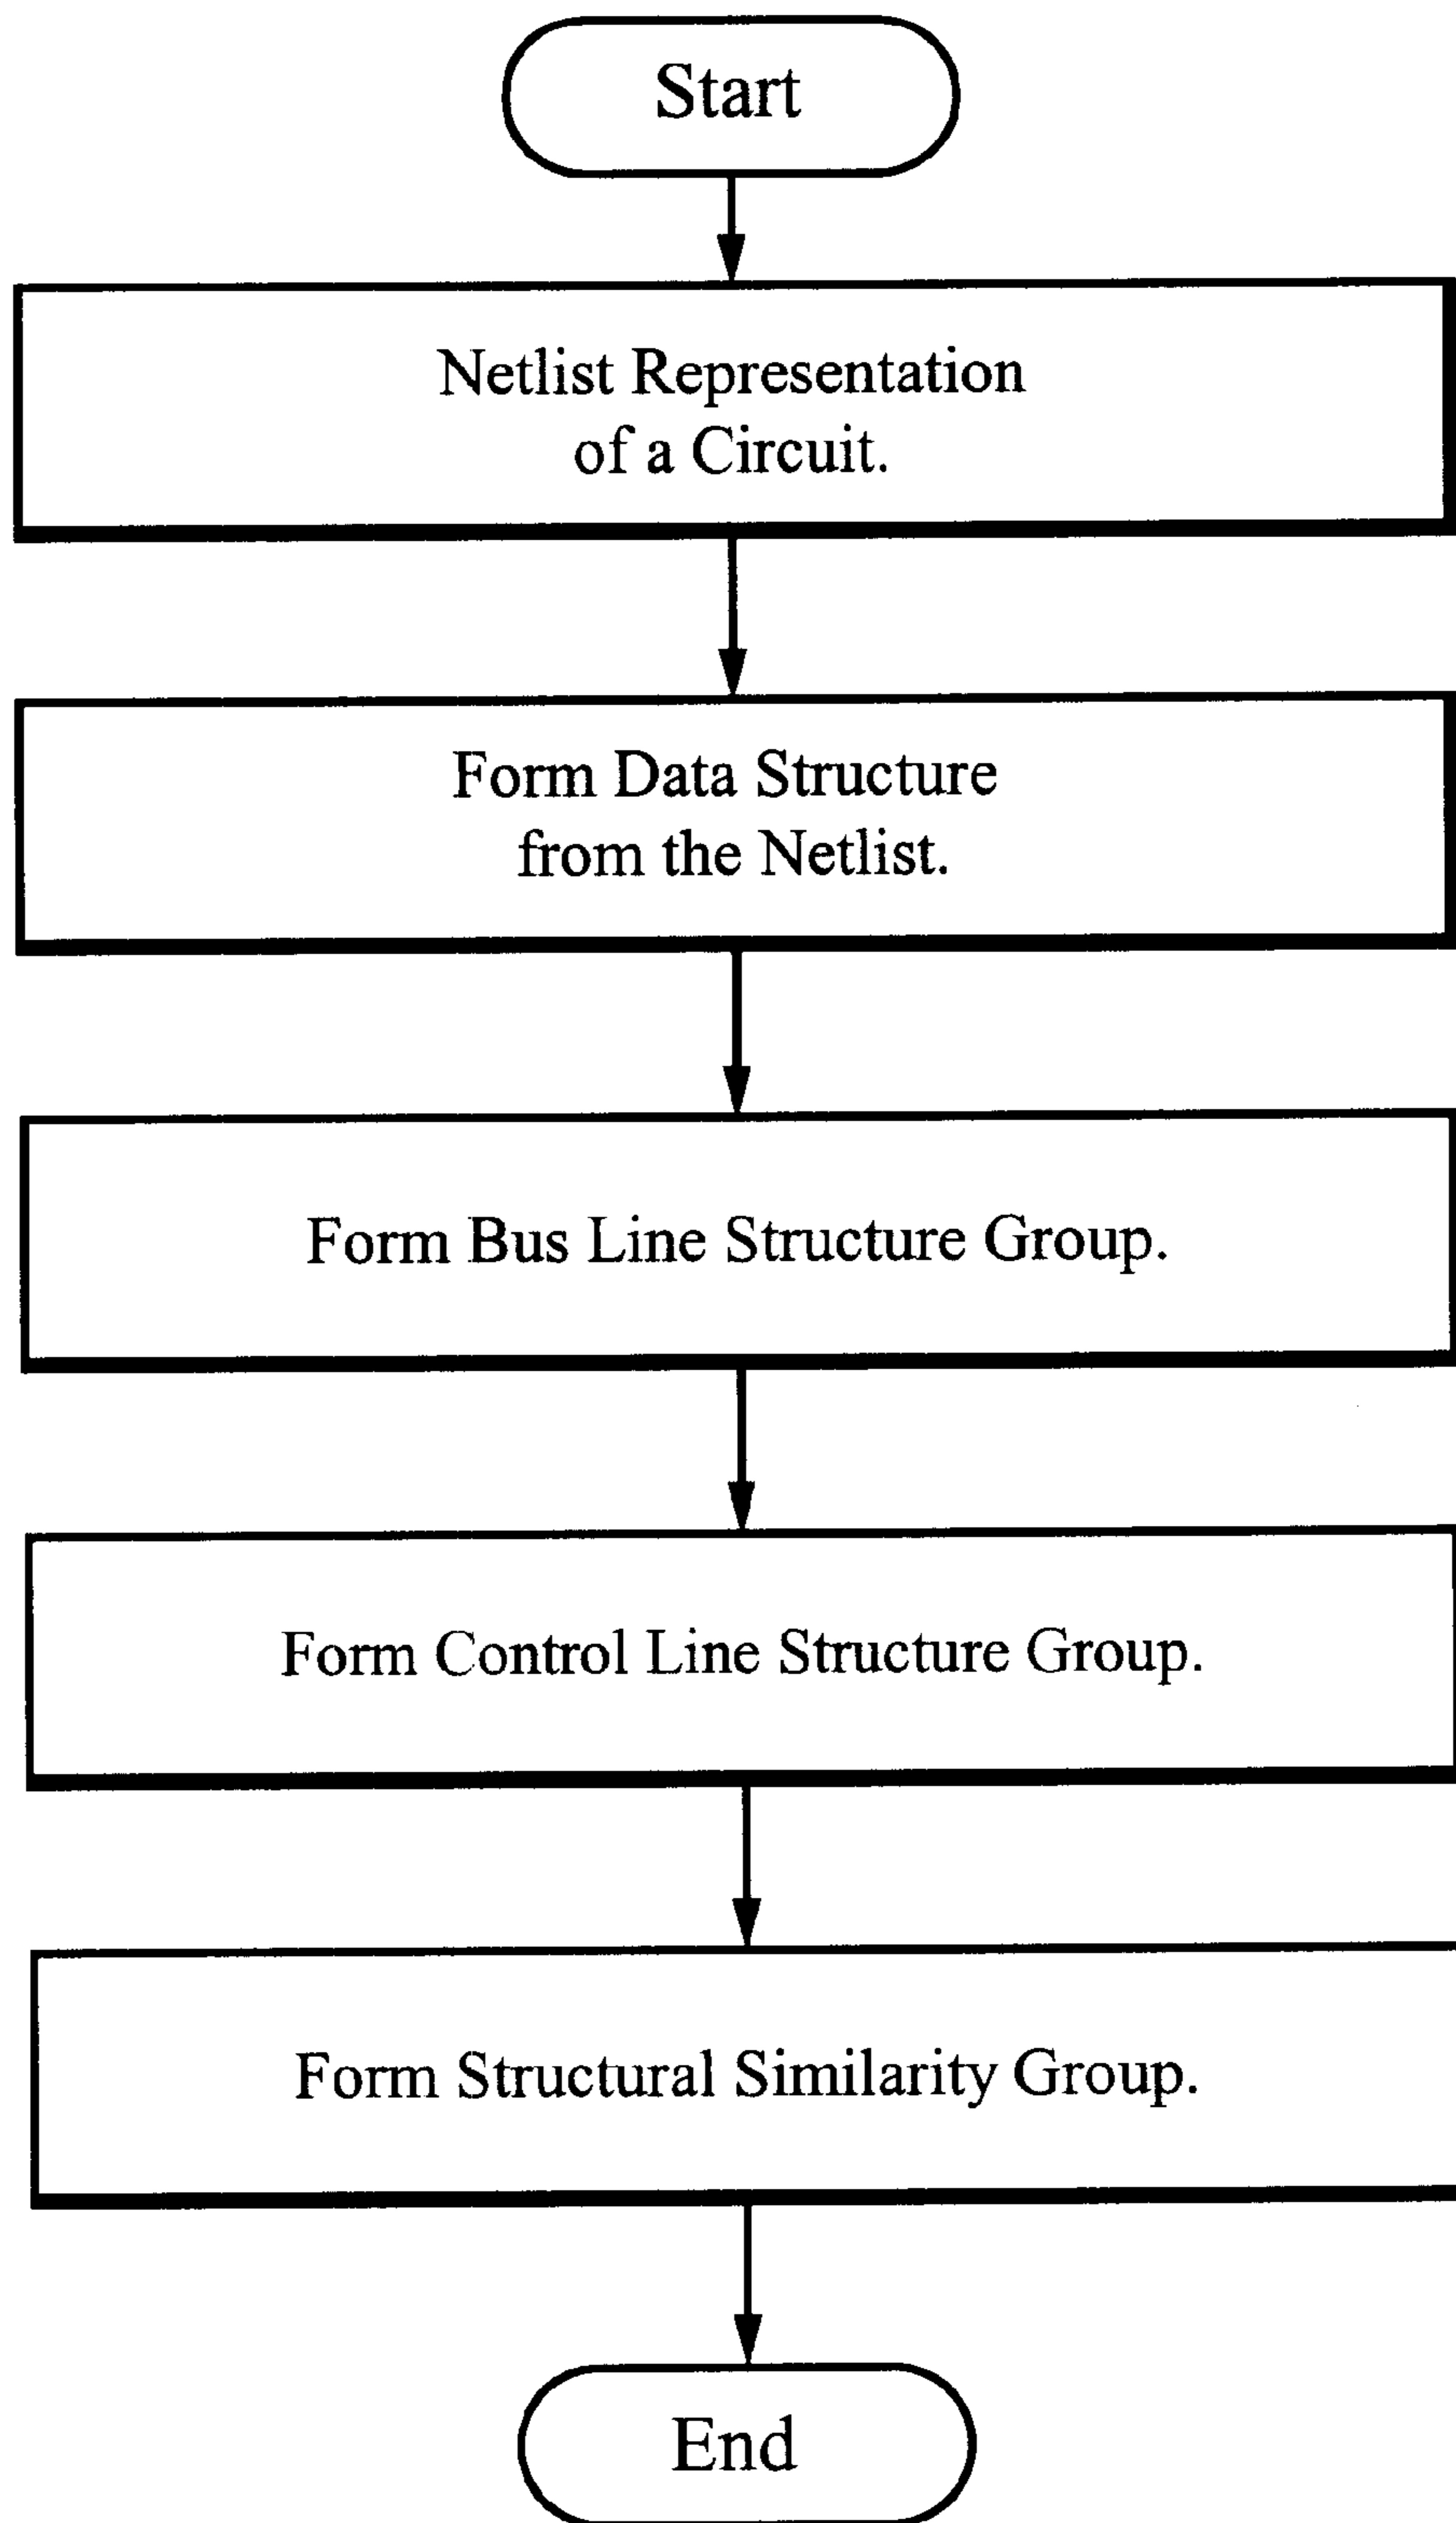 Start
Netlist Representation
of a Circuit.
Form Data Structure
from the Netlist.
Form Bus Line Structure Group.
Form Control Line Structure Group.
Form Structural Similarity Group.
End